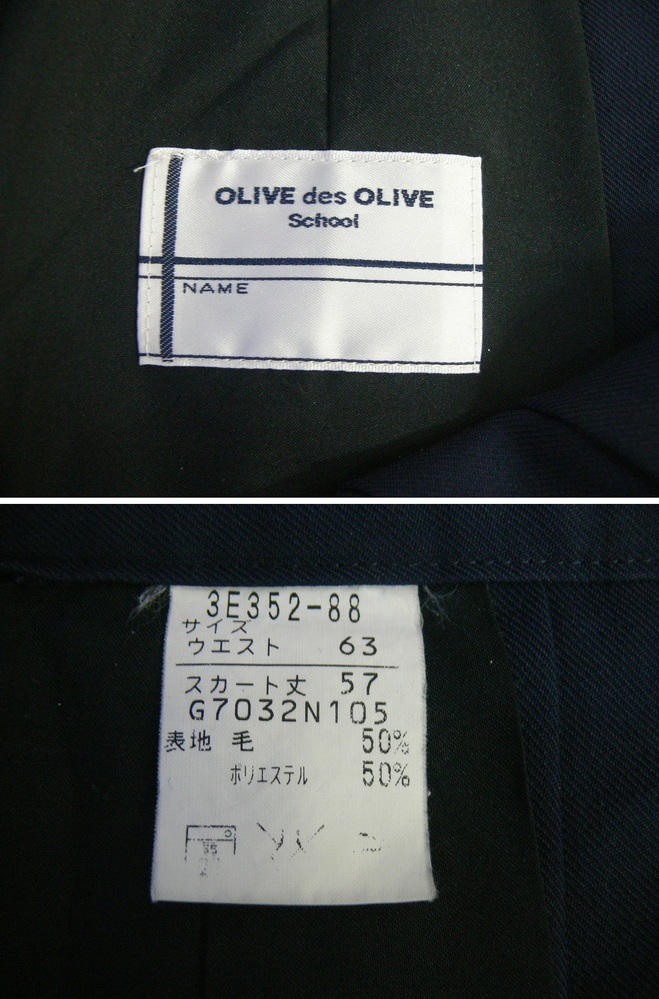 OLIVE des OLIVE
School
NAME
3E352-88
サイズ
ウエスト 63
スカート丈 57
G7032N105
表地 毛 50%
ポリエステル 50%